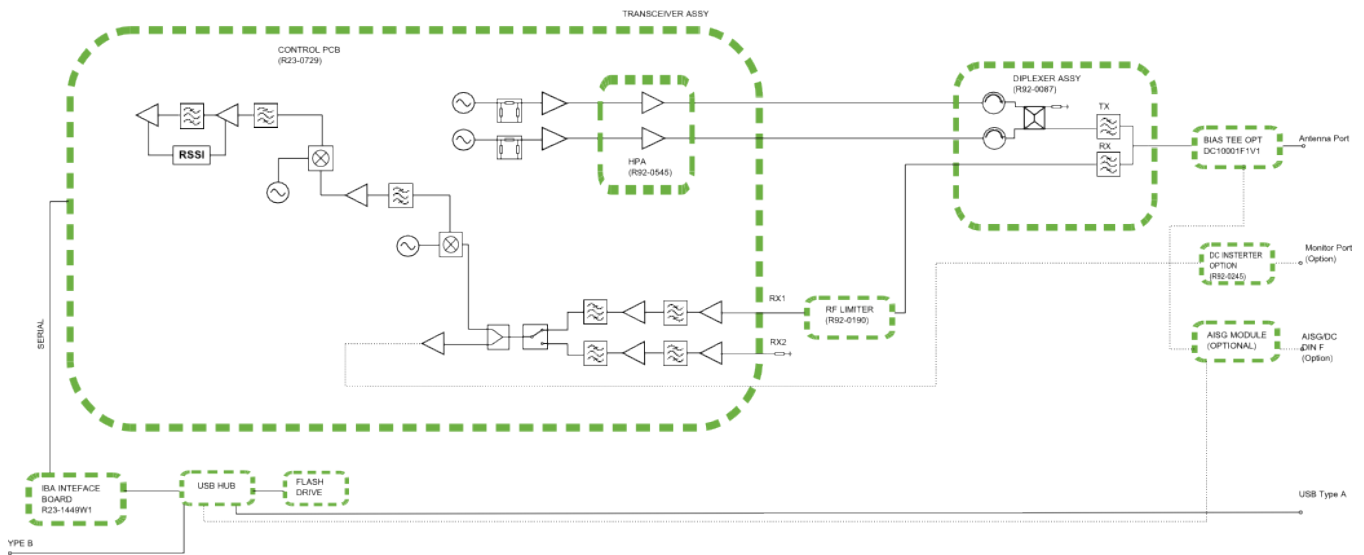 TRANSCEIVER ASSY
CONTROL PCB
(R23-0729)
DIPLEXER ASSY
(R92-0087)
TX
RX
BIAS TEE OPT
DC10001F1V1
Antenna Port
RSSI
HPA
(R92-0545)
Monitor Port
(Option)
DC INSTERTER
OPTION
(R92-0245)
RX1
RF LIMITER
(R92-0190)
SERIAL
RX2
AISG MODULE
(OPTIONAL)
AISG/DC
DIN F
(Option)
IBA INTEFACE
BOARD
R23-1449W1
USB HUB
FLASH
DRIVE
USB Type A
YPE B